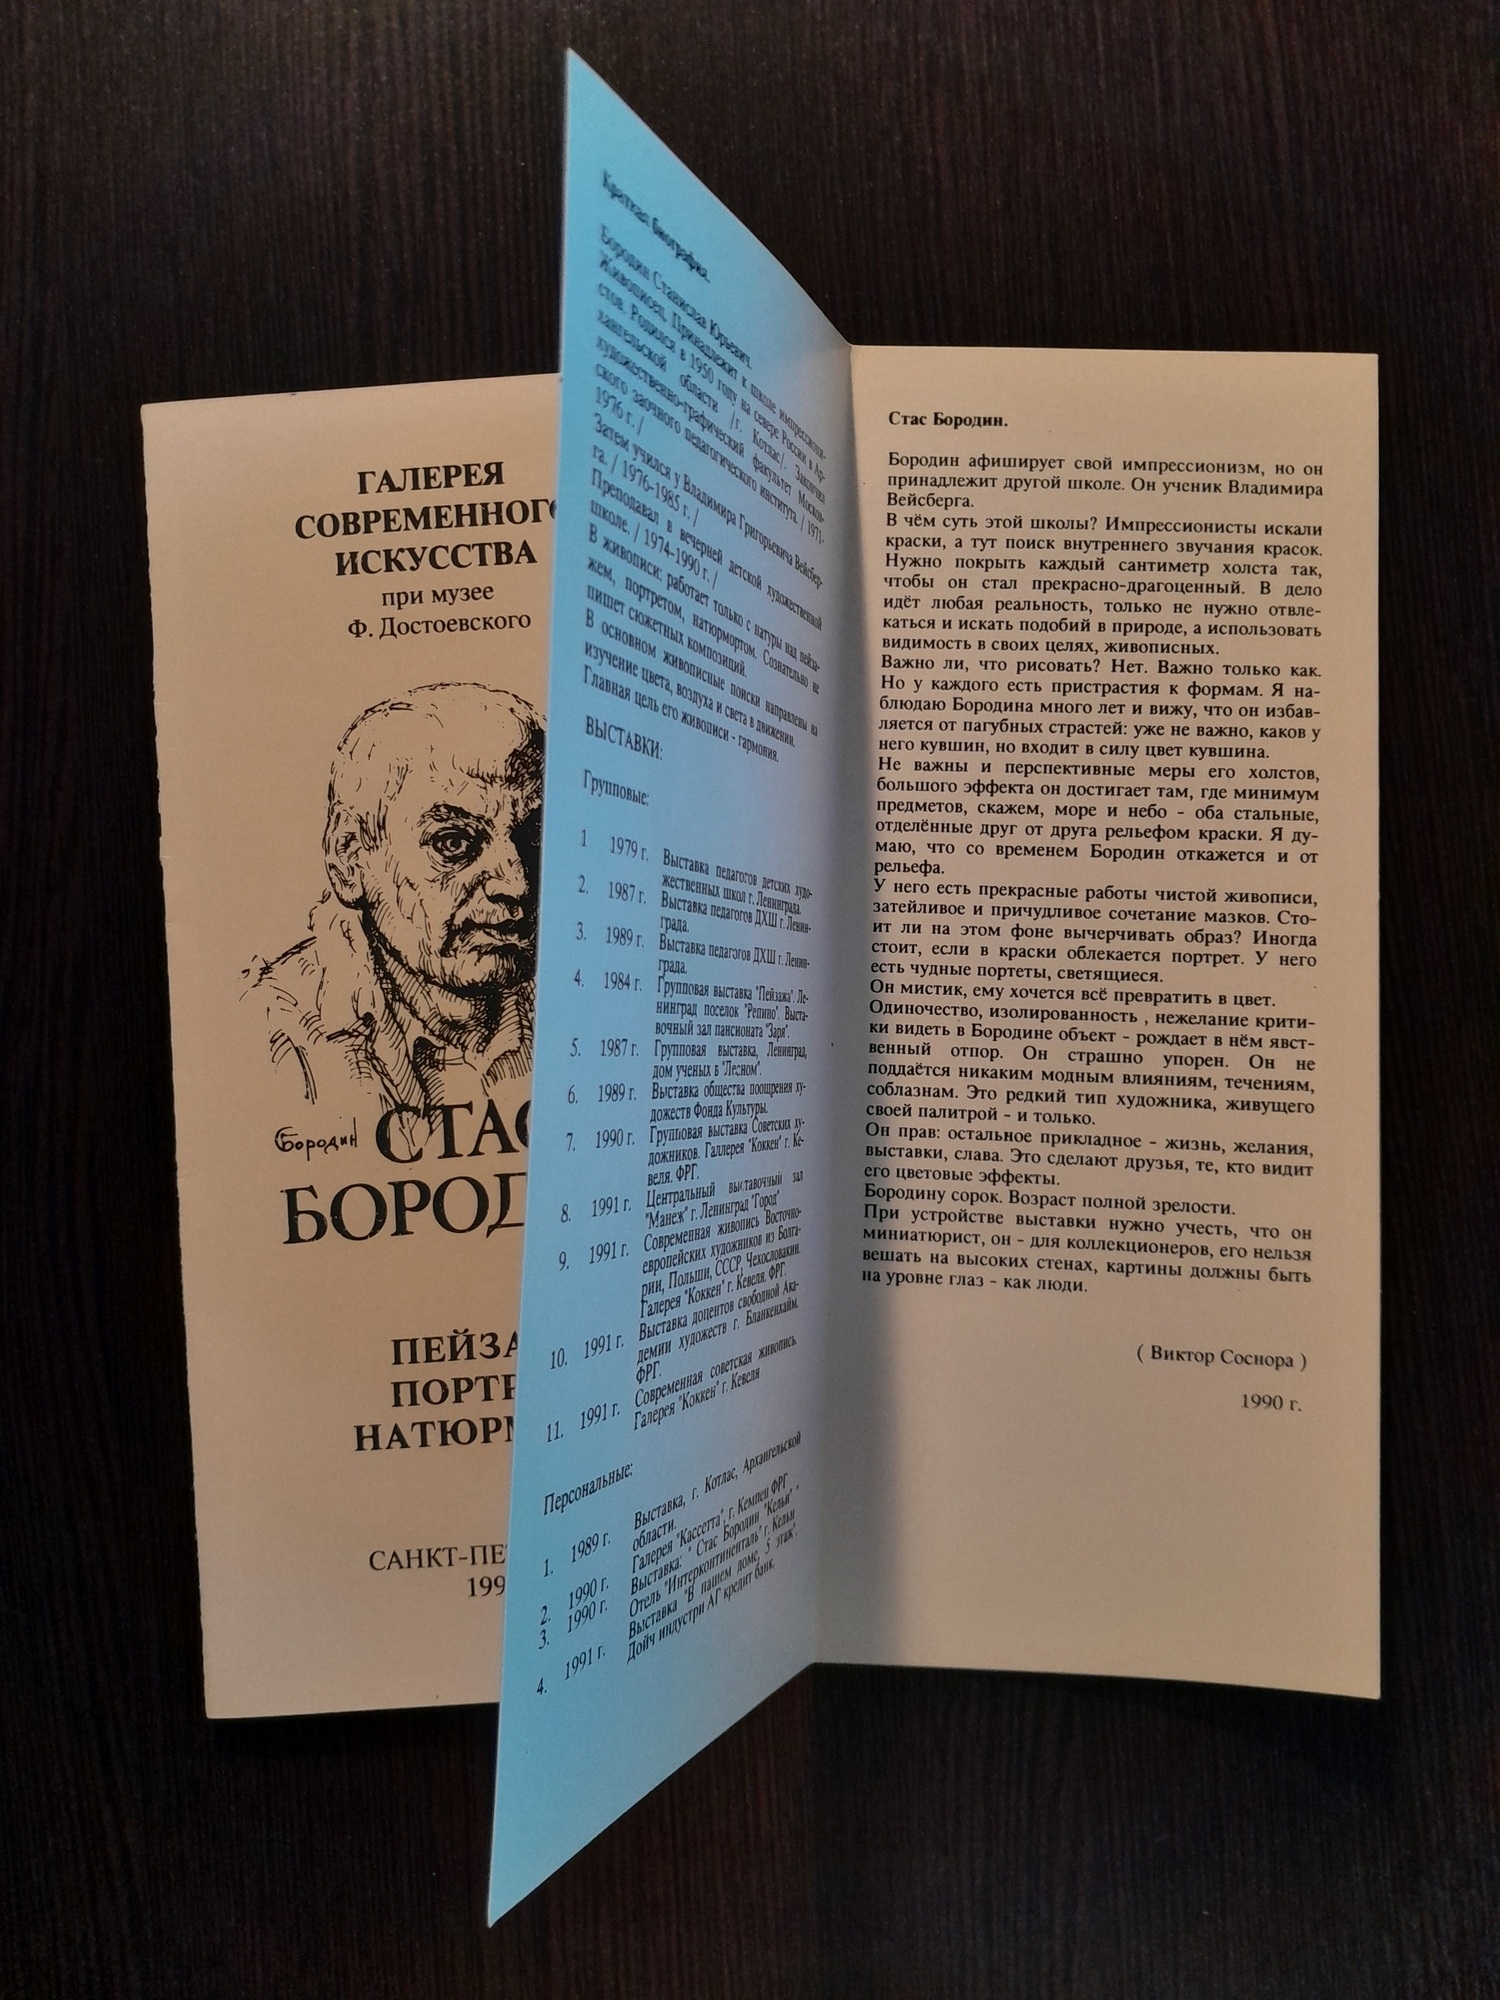 ГАЛЕРЕЯ
СОВРЕМЕННОГО
ИСКУССТВА
при музее
Ф. Достоевского
Бородин
СТАС
БОРОД
ПЕЙЗА
ПОРТР
НАТЮРМ
САНКТ-ПЕТ
199
Краткая биография.
Бородин Станислав Юрьевич.
Живописец. Принадлежит к школе импрессиони-
стов. Родился в 1950 году на севере России в Ар-
хангельской области /г. Котлас/. Закончил
художественно-графический факультет Москов-
ского заочного педагогического института. / 1971-
1976 г. /
Затем учился у Владимира Григорьевича Вейсбер-
га. / 1976-1985 г. /
Преподавал в вечерней детской художественной
школе. / 1974-1990 г. /
В живописи: работает только с натуры над пейза-
жем, портретом, натюрмортом. Сознательно не
пишет сюжетных композиций.
В основном живописные поиски направлены на
изучение цвета, воздуха и света в движении.
Главная цель его живописи - гармония.
ВЫСТАВКИ:
Групповые:
1 1979 г. Выставка педагогов детских худо-
жественных школ г. Ленинграда.
2. 1987 г. Выставка педагогов ДХШ г. Ленин-
града.
3. 1989 г. Выставка педагогов ДХШ г. Ленин-
града.
4. 1984 г. Групповая выставка "Пейзажа". Ле-
нинград поселок "Репино". Выста-
вочный зал пансионата "Заря".
5. 1987 г. Групповая выставка, Ленинград,
дом ученых в "Лесном".
6. 1989 г. Выставка общества поощрения ху-
дожеств Фонда Культуры.
7. 1990 г. Групповая выставка Советских ху-
дожников. Галлерея "Коккен" г. Ке-
веля. ФРГ.
8. 1991 г. Центральный выставочный зал
"Манеж" г. Ленинград "Город"
9. 1991 г. Современная живопись Восточно-
европейских художников из Болга-
рии, Польши, СССР, Чехословакии.
Галерея "Коккен" г. Кевеля. ФРГ.
10. 1991 г. Выставка доцентов свободной Ака-
демии художеств г. Бланкенхайм.
ФРГ.
11. 1991 г. Современная советская живопись
Галерея "Коккен" г. Кевеля
Персональные:
1. 1989 г. Выставка, г. Котлас, Архангельской
области.
2. 1990 г. Галерея "Кассетта", г. Кемпен ФРГ
3. 1990 г. Выставка: " Стас Бородин "Кельн" .
Отель "Интерконтиненталь" г. Кельн
4. 1991 г. Выставка "В нашем доме, 5 этаж".
Дойч индустри АГ кредит банк.
Стас Бородин.
Бородин афиширует свой импрессионизм, но он
принадлежит другой школе. Он ученик Владимира
Вейсберга.
В чём суть этой школы? Импрессионисты искали
краски, а тут поиск внутреннего звучания красок.
Нужно покрыть каждый сантиметр холста так,
чтобы он стал прекрасно-драгоценный. В дело
идёт любая реальность, только не нужно отвле-
каться и искать подобий в природе, а использовать
видимость в своих целях, живописных.
Важно ли, что рисовать? Нет. Важно только как.
Но у каждого есть пристрастия к формам. Я на-
блюдаю Бородина много лет и вижу, что он избав-
ляется от пагубных страстей: уже не важно, каков у
него кувшин, но входит в силу цвет кувшина.
Не важны и перспективные меры его холстов,
большого эффекта он достигает там, где минимум
предметов, скажем, море и небо - оба стальные,
отделённые друг от друга рельефом краски. Я ду-
маю, что со временем Бородин откажется и от
рельефа.
У него есть прекрасные работы чистой живописи,
затейливое и причудливое сочетание мазков. Сто-
ит ли на этом фоне вычерчивать образ? Иногда
стоит, если в краски облекается портрет. У него
есть чудные портеты, светящиеся.
Он мистик, ему хочется всё превратить в цвет.
Одиночество, изолированность , нежелание крити-
ки видеть в Бородине объект - рождает в нём явст-
венный отпор. Он страшно упорен. Он не
поддаётся никаким модным влияниям, течениям,
соблазнам. Это редкий тип художника, живущего
своей палитрой - и только.
Он прав: остальное прикладное - жизнь, желания,
выставки, слава. Это сделают друзья, те, кто видит
его цветовые эффекты.
Бородину сорок. Возраст полной зрелости.
При устройстве выставки нужно учесть, что он
миниатюрист, он - для коллекционеров, его нельзя
вешать на высоких стенах, картины должны быть
на уровне глаз - как люди.
( Виктор Соснора )
1990 г.